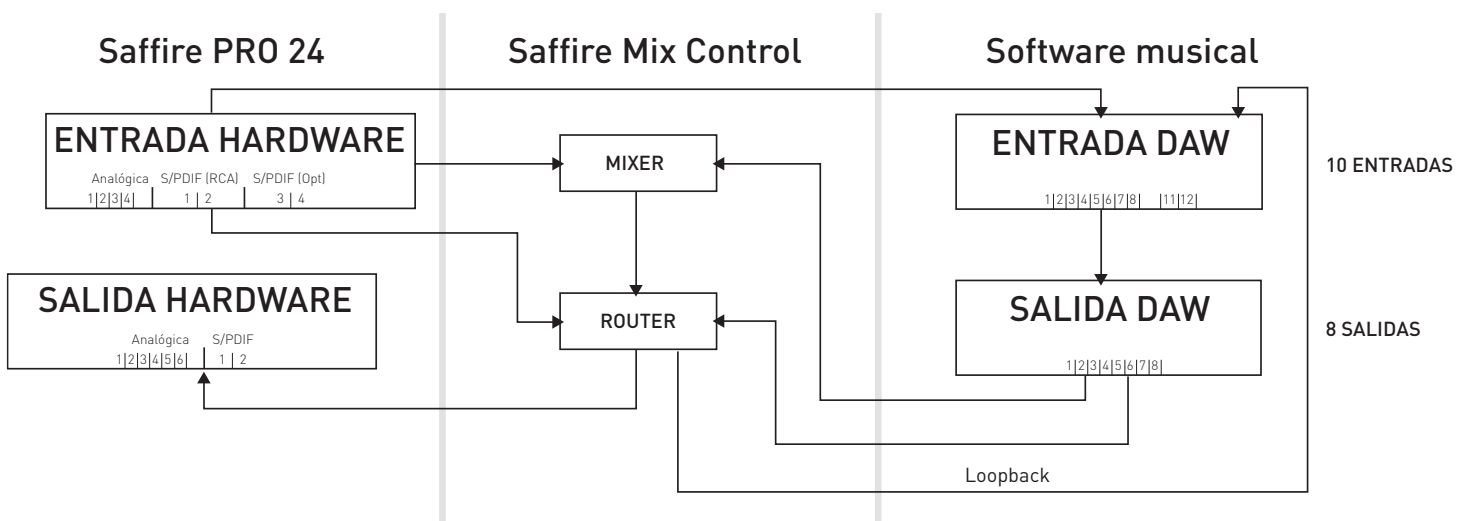 Saffire PRO 24
Saffire Mix Control
Software musical
ENTRADA HARDWARE
Analógica S/PDIF (RCA) S/PDIF (Opt)
1|2|3|4| 1 | 2 3 | 4
MIXER
ENTRADA DAW
1|2|3|4|5|6|7|8| |11|12|
10 ENTRADAS
SALIDA HARDWARE
Analógica S/PDIF
1|2|3|4|5|6| 1 | 2
ROUTER
SALIDA DAW
1|2|3|4|5|6|7|8|
8 SALIDAS
Loopback